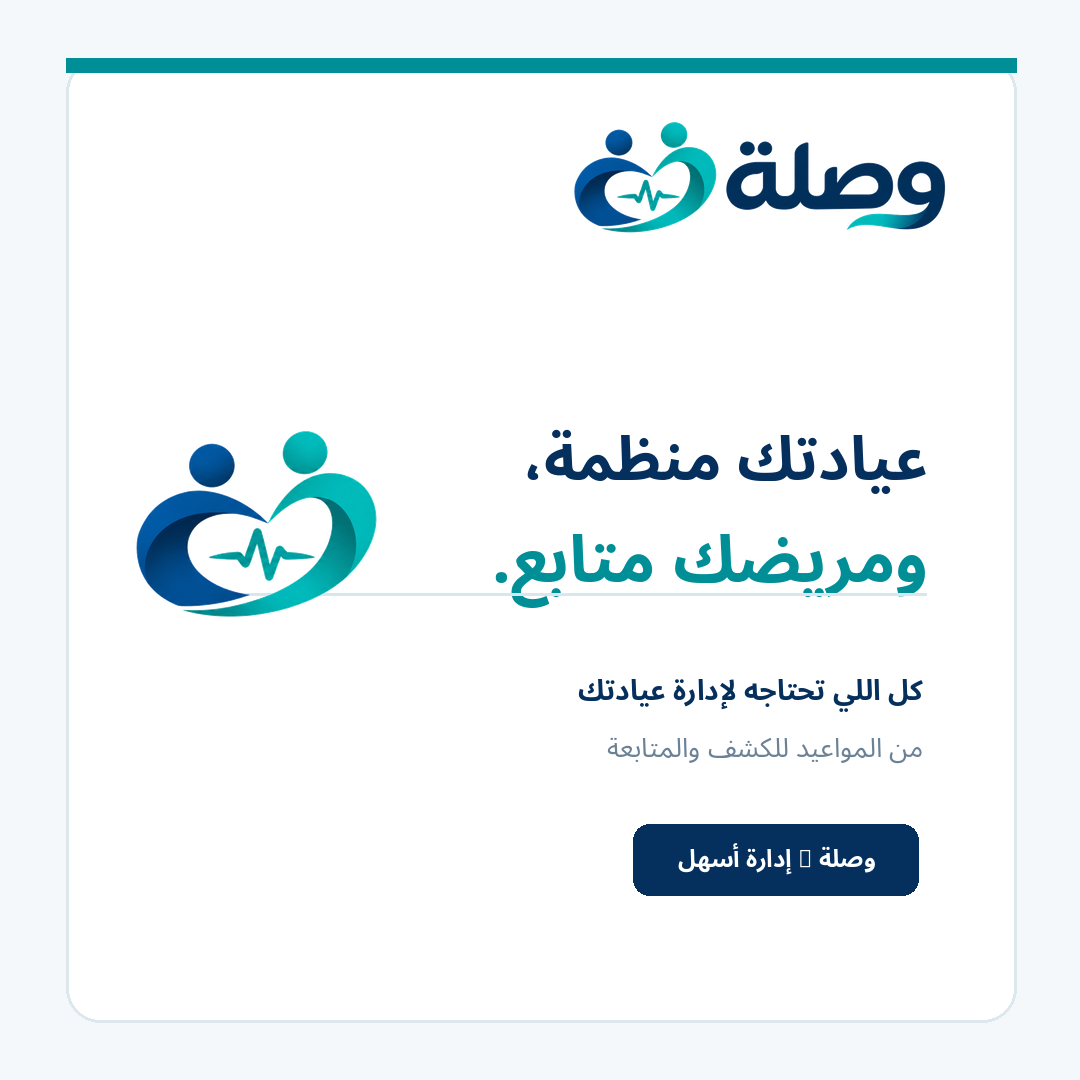 وصلة
عيادتك منظمة،
ومريضك متابع.
كل اللي تحتاجه لإدارة عيادتك
من المواعيد للكشف والمتابعة
وصلة ▯ إدارة أسهل